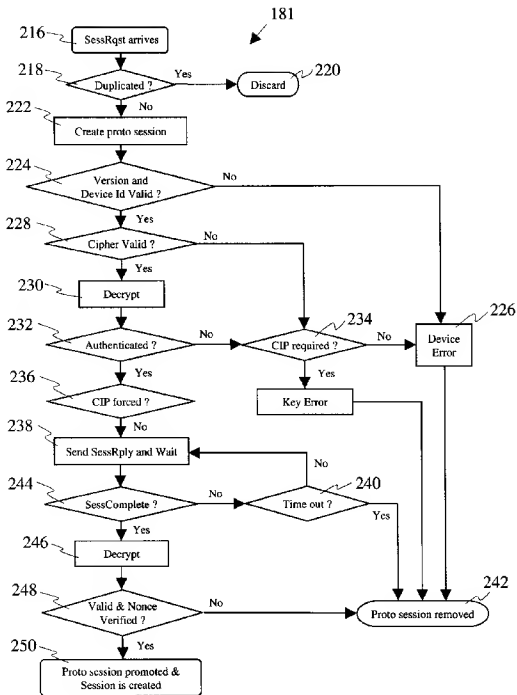 181
216
SessRqst arrives
218
Duplicated ?
Yes
220
Discard
No
222
Create proto session
224
Version and
Device Id Valid ?
No
Yes
228
Cipher Valid ?
No
Yes
230
Decrypt
232
Authenticated ?
No
234
CIP required ?
No
226
Device
Error
Yes
Yes
236
CIP forced ?
Key Error
No
238
Send SessRply and Wait
No
244
SessComplete ?
No
240
Time out ?
Yes
Yes
246
Decrypt
248
Valid & Nonce
Verified ?
No
242
Proto session removed
Yes
250
Proto session promoted &
Session is created